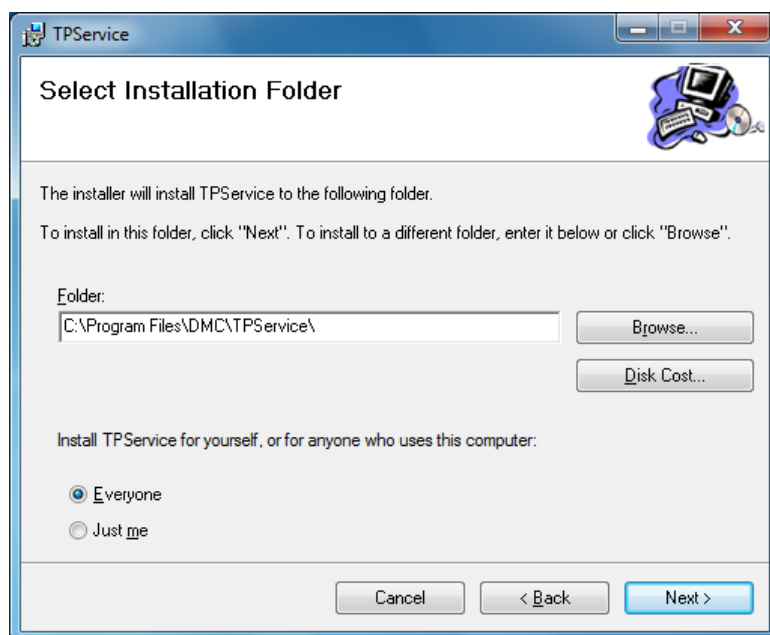 TPService
Select Installation Folder
The installer will install TPService to the following folder.
To install in this folder, click "Next". To install to a different folder, enter it below or click "Browse".
Folder:
C:\Program Files\DMC\TPService\
Browse...
Disk Cost...
Install TPService for yourself, or for anyone who uses this computer:
Everyone
Just me
Cancel
< Back
Next >